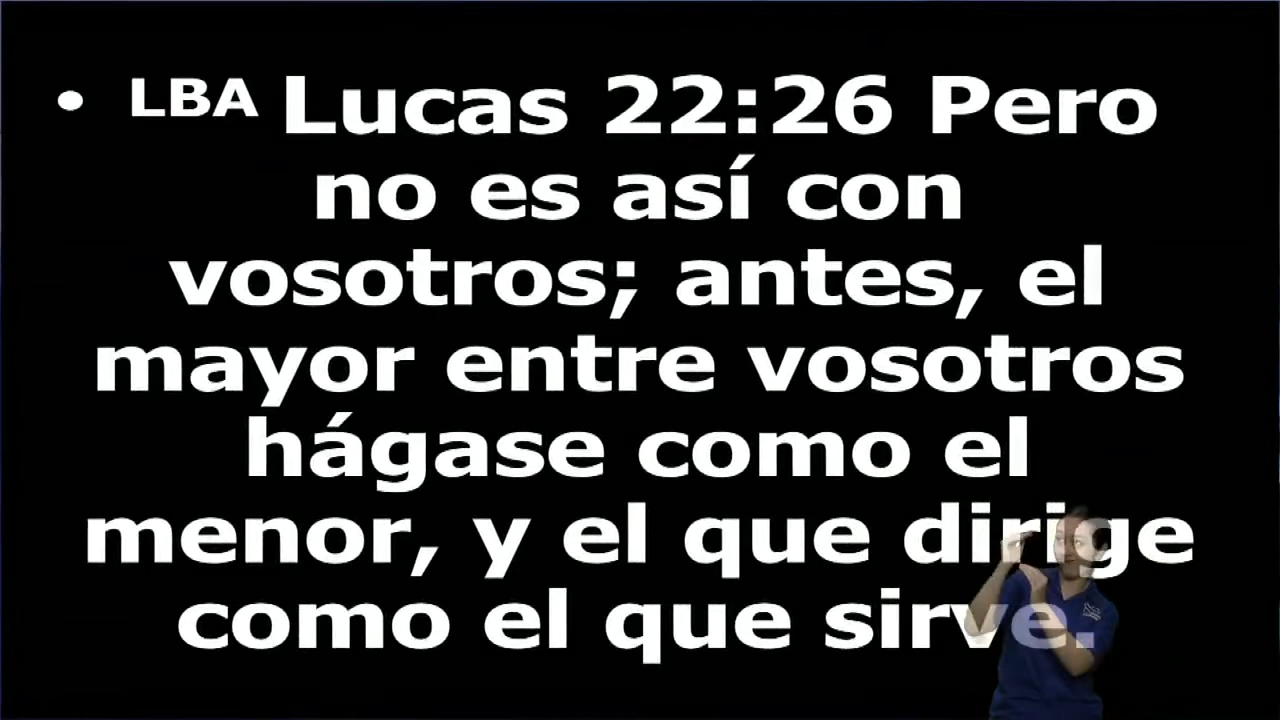 • LBA Lucas 22:26 Pero
no es así con
vosotros; antes, el
mayor entre vosotros
hágase como el
menor, y el que dirige
como el que sirve.